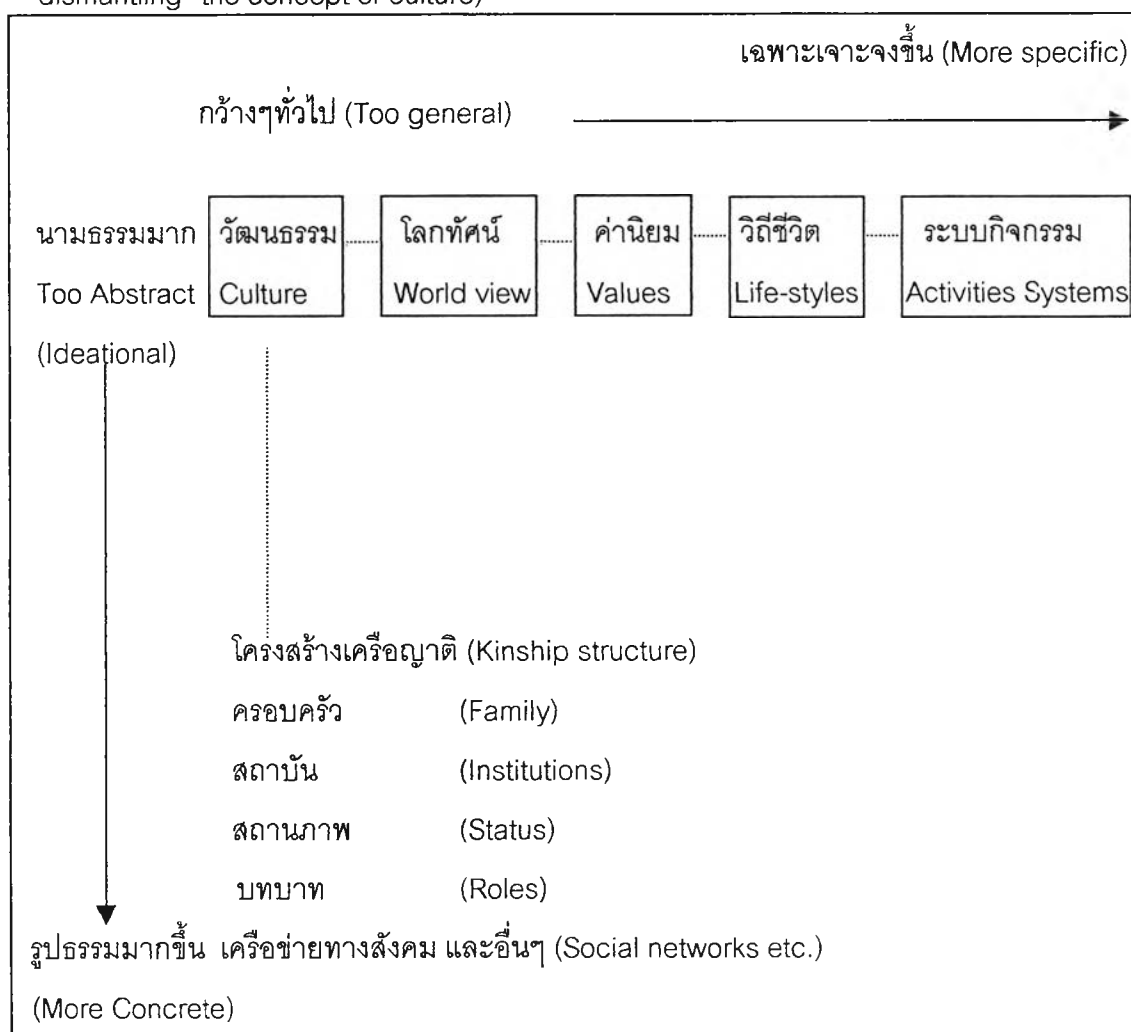 dismantling" the concept of culture)
เฉพาะเจาะจงขึ้น (More specific)
กว้างๆทั่วไป (Too general)
นามธรรมมาก วัฒนธรรม โลกทัศน์ ค่านิยม วิถีชีวิต ระบบกิจกรรม
Too Abstract Culture World view Values Life-styles Activities Systems
(Ideational)
โครงสร้างเครือญาติ (Kinship structure)
ครอบครัว (Family)
สถาบัน (Institutions)
สถานภาพ (Status)
บทบาท (Roles)
รูปธรรมมากขึ้น เครือข่ายทางสังคม และอื่นๆ (Social networks etc.)
(More Concrete)